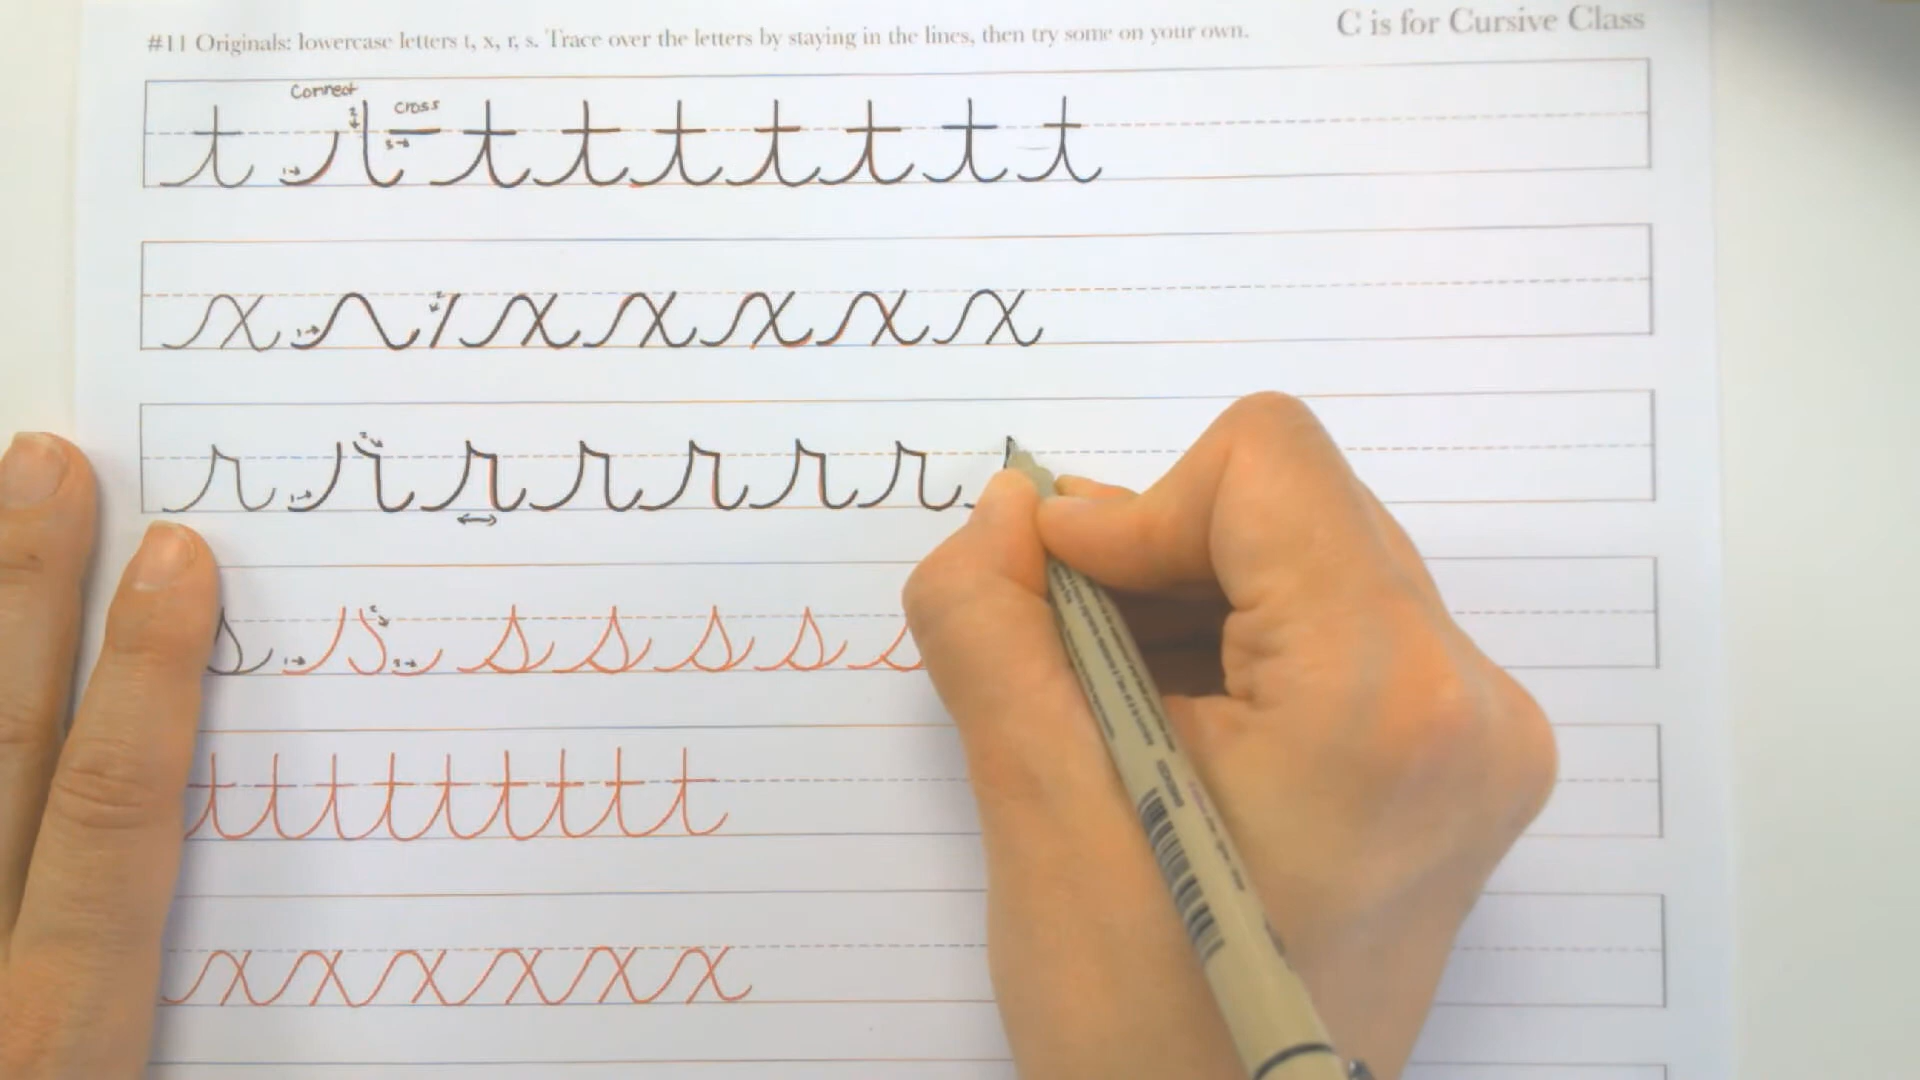 #11 Originals: lowercase letters t, x, r, s. Trace over the letters by staying in the lines, then try some on your own.
C is for Cursive Class
Connect
cross
t t t t t t t t t
x x x x x x x
r r r r r r
s s s s s s
t t t t t t t t t
x x x x x x